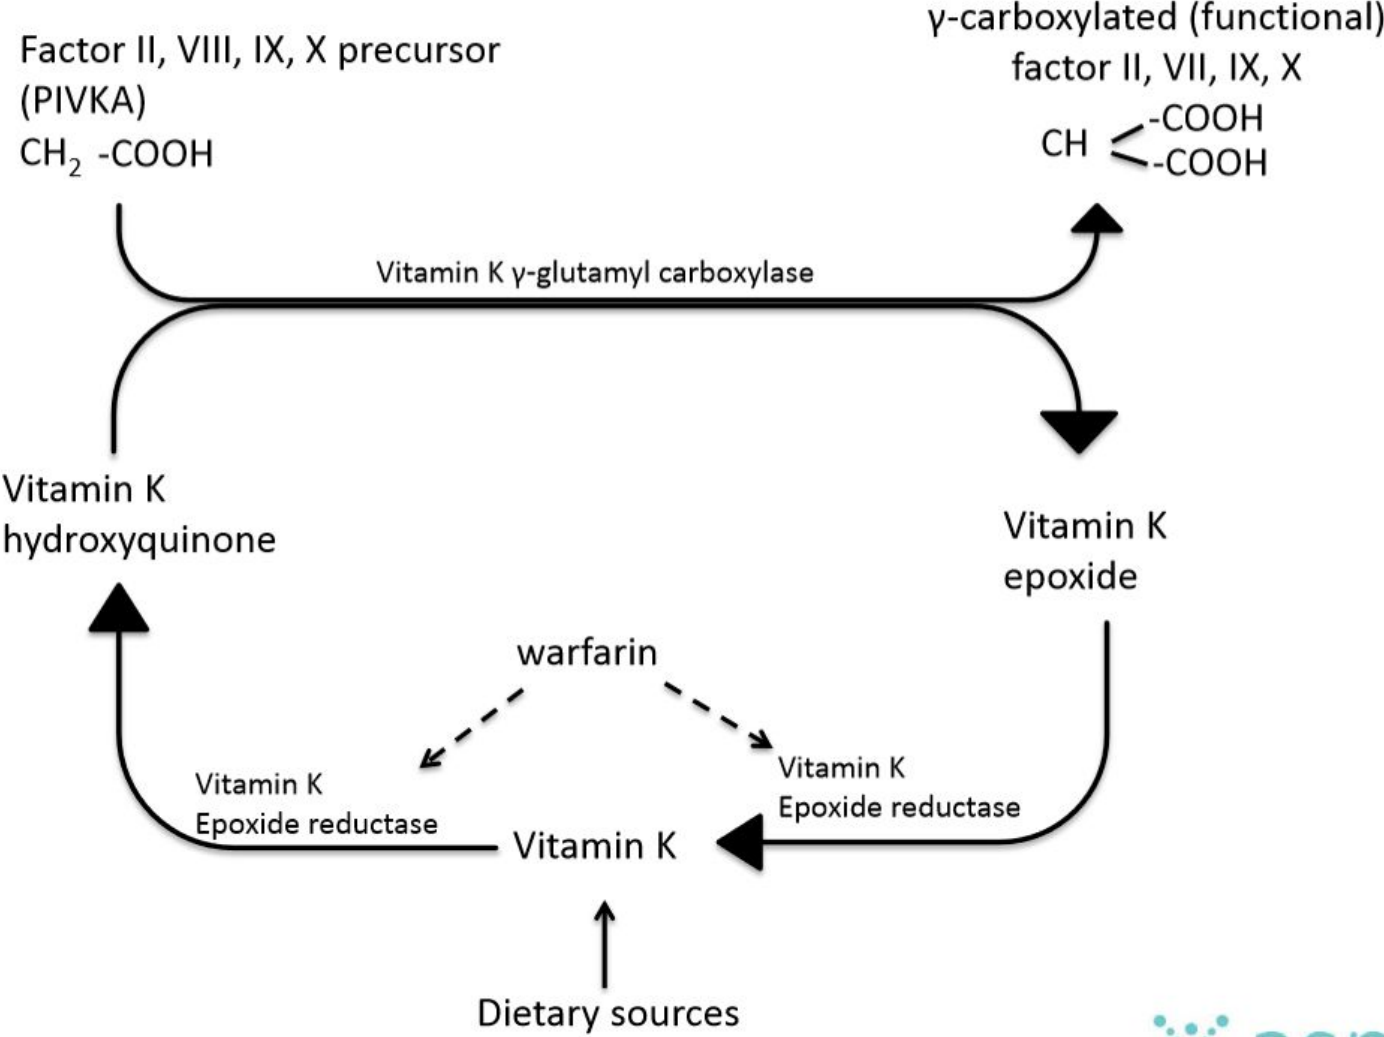 Factor II, VIII, IX, X precursor
(PIVKA)
CH₂ -COOH
γ-carboxylated (functional)
factor II, VII, IX, X
CH
-COOH
-COOH
Vitamin K γ-glutamyl carboxylase
Vitamin K
hydroxyquinone
Vitamin K
epoxide
warfarin
Vitamin K
Epoxide reductase
Vitamin K
Epoxide reductase
Vitamin K
Dietary sources